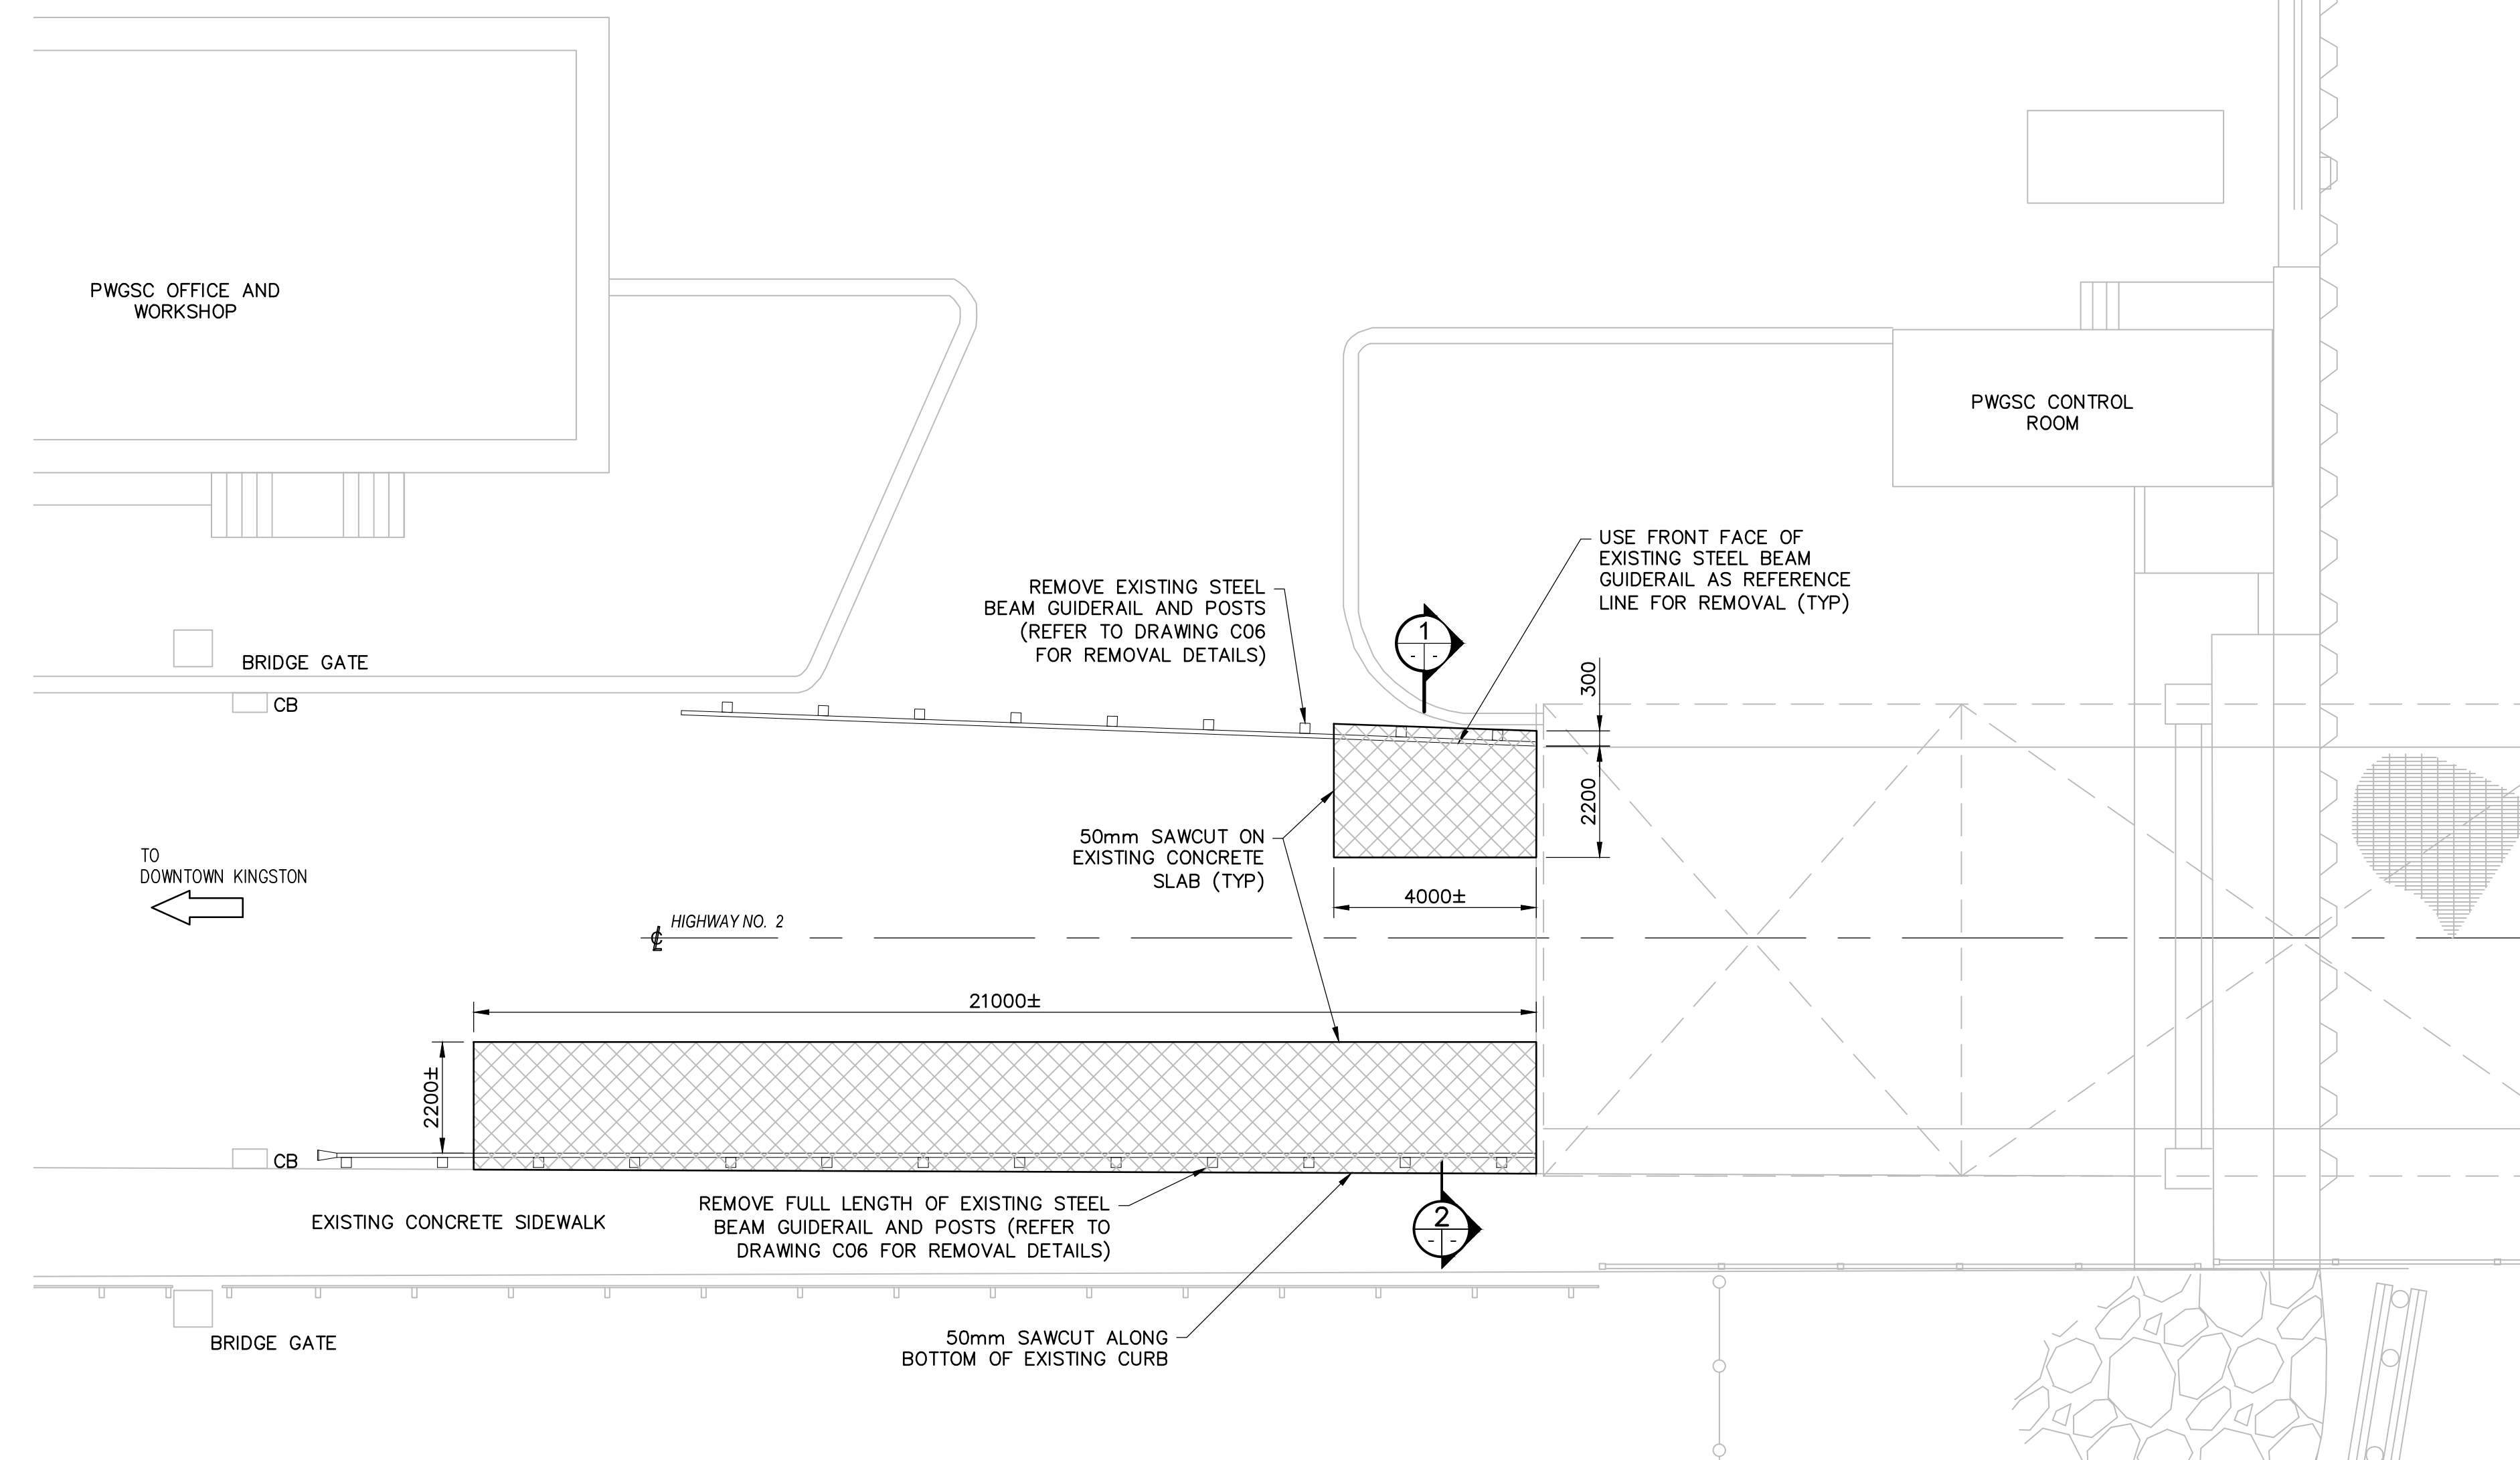 PWGSC OFFICE AND
WORKSHOP
PWGSC CONTROL
ROOM
USE FRONT FACE OF
EXISTING STEEL BEAM
GUIDERAIL AS REFERENCE
LINE FOR REMOVAL (TYP)
REMOVE EXISTING STEEL
BEAM GUIDERAIL AND POSTS
(REFER TO DRAWING C06
FOR REMOVAL DETAILS)
1
- -
BRIDGE GATE
CB
300
2200
50mm SAWCUT ON
EXISTING CONCRETE
SLAB (TYP)
TO
DOWNTOWN KINGSTON
4000±
℄ HIGHWAY NO. 2
21000±
2200±
CB
REMOVE FULL LENGTH OF EXISTING STEEL
BEAM GUIDERAIL AND POSTS (REFER TO
DRAWING C06 FOR REMOVAL DETAILS)
EXISTING CONCRETE SIDEWALK
2
- -
BRIDGE GATE
50mm SAWCUT ALONG
BOTTOM OF EXISTING CURB